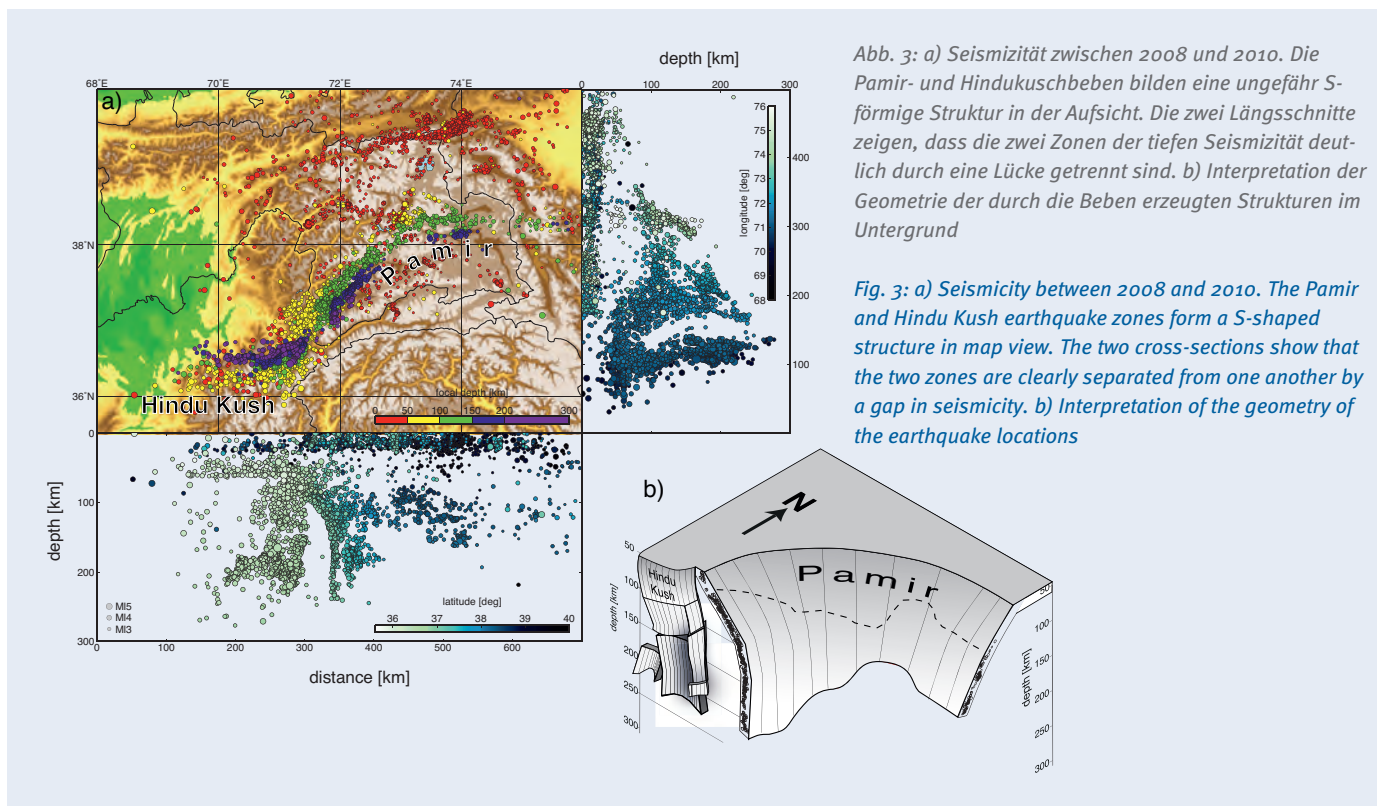 68°E 70°E 72°E 74°E
a)
38°N
36°N
Pamir
Hindu Kush
focal depth [km]
0 50 100 150 200 300
depth [km]
0 100 200 300
longitude [deg]
76
75
74
73
72
71
70
69
68
400
300
200
100
0
100
200
300
depth [km]
Ml5
Ml4
Ml3
latitude [deg]
36 37 38 39 40
0 100 200 300 400 500 600
distance [km]
Abb. 3: a) Seismizität zwischen 2008 und 2010. Die
Pamir- und Hindukuschbeben bilden eine ungefähr S-
förmige Struktur in der Aufsicht. Die zwei Längsschnitte
zeigen, dass die zwei Zonen der tiefen Seismizität deut-
lich durch eine Lücke getrennt sind. b) Interpretation der
Geometrie der durch die Beben erzeugten Strukturen im
Untergrund
Fig. 3: a) Seismicity between 2008 and 2010. The Pamir
and Hindu Kush earthquake zones form a S-shaped
structure in map view. The two cross-sections show that
the two zones are clearly separated from one another by
a gap in seismicity. b) Interpretation of the geometry of
the earthquake locations
b)
N
Pamir
Hindu
Kush
50
100
150
200
250
300
depth [km]
50
100
150
200
250
300
depth [km]